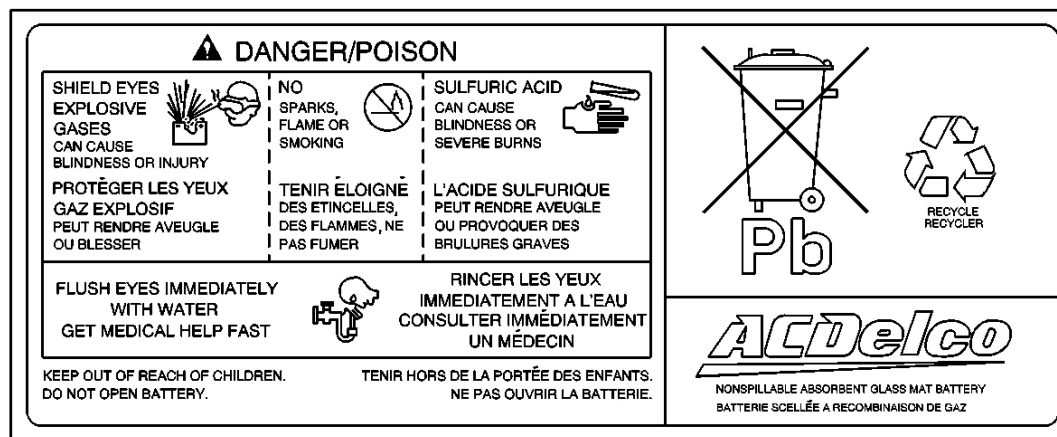 DANGER/POISON
SHIELD EYES
EXPLOSIVE
GASES
CAN CAUSE
BLINDNESS OR INJURY
PROTÉGER LES YEUX
GAZ EXPLOSIF
PEUT RENDRE AVEUGLE
OU BLESSER
NO
SPARKS,
FLAME OR
SMOKING
TENIR ÉLOIGNÉ
DES ETINCELLES,
DES FLAMMES, NE
PAS FUMER
SULFURIC ACID
CAN CAUSE
BLINDNESS OR
SEVERE BURNS
L'ACIDE SULFURIQUE
PEUT RENDRE AVEUGLE
OU PROVOQUER DES
BRULURES GRAVES
FLUSH EYES IMMEDIATELY
WITH WATER
GET MEDICAL HELP FAST
RINCER LES YEUX
IMMEDIATEMENT A L'EAU
CONSULTER IMMÉDIATEMENT
UN MÉDECIN
KEEP OUT OF REACH OF CHILDREN.
DO NOT OPEN BATTERY.
TENIR HORS DE LA PORTÉE DES ENFANTS.
NE PAS OUVRIR LA BATTERIE.
Pb
RECYCLE
RECYCLER
ACDelco
NONSPILLABLE ABSORBENT GLASS MAT BATTERY
BATTERIE SCELLÉE A RECOMBINAISON DE GAZ